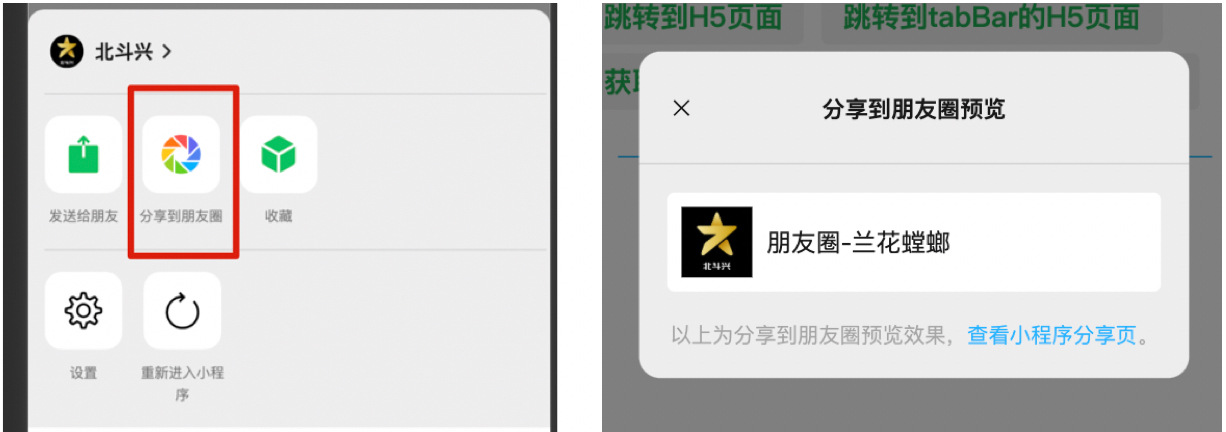 北斗兴 >
发送给朋友
分享到朋友圈
收藏
设置
重新进入小程
序
跳转到H5页面
跳转到tabBar的H5页面
获
分享到朋友圈预览
北斗兴
朋友圈-兰花螳螂
以上为分享到朋友圈预览效果，查看小程序分享页。